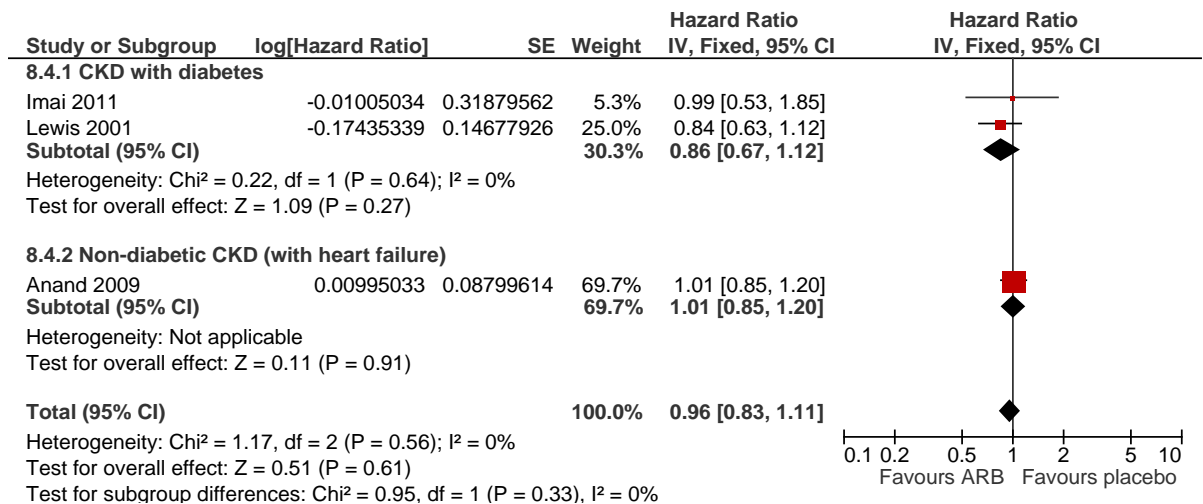 Hazard Ratio Hazard Ratio
Study or Subgroup log[Hazard Ratio] SE Weight IV, Fixed, 95% CI IV, Fixed, 95% CI
8.4.1 CKD with diabetes
Imai 2011 -0.01005034 0.31879562 5.3% 0.99 [0.53, 1.85]
Lewis 2001 -0.17435339 0.14677926 25.0% 0.84 [0.63, 1.12]
Subtotal (95% CI) 30.3% 0.86 [0.67, 1.12]
Heterogeneity: Chi² = 0.22, df = 1 (P = 0.64); I² = 0%
Test for overall effect: Z = 1.09 (P = 0.27)
8.4.2 Non-diabetic CKD (with heart failure)
Anand 2009 0.00995033 0.08799614 69.7% 1.01 [0.85, 1.20]
Subtotal (95% CI) 69.7% 1.01 [0.85, 1.20]
Heterogeneity: Not applicable
Test for overall effect: Z = 0.11 (P = 0.91)
Total (95% CI) 100.0% 0.96 [0.83, 1.11]
Heterogeneity: Chi² = 1.17, df = 2 (P = 0.56); I² = 0%
Test for overall effect: Z = 0.51 (P = 0.61)
Test for subgroup differences: Chi² = 0.95, df = 1 (P = 0.33), I² = 0%
0.1 0.2 0.5 1 2 5 10
Favours ARB Favours placebo